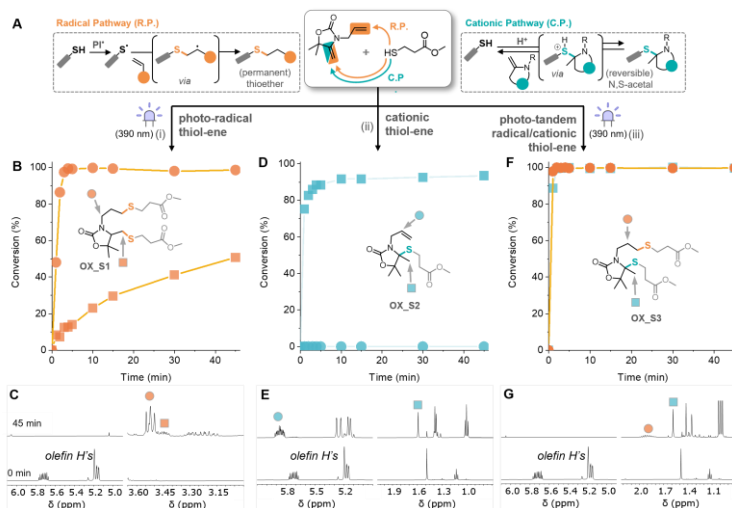 A
Radical Pathway (R.P.)
SH
PI*
S•
S
via
S
(permanent)
thioether
O
N
O
R.P.
+
HS
O
O
C.P.
Cationic Pathway (C.P.)
SH
H+
R
N
H
S
⊕
R
N
via
S
R
N
(reversible)
N,S-acetal
(390 nm) (i)
photo-radical
thiol-ene
(ii)
cationic
thiol-ene
photo-tandem
radical/cationic
thiol-ene
(390 nm) (iii)
B
Conversion (%)
100
80
60
40
20
0
0 10 20 30 40
Time (min)
S
O
O
O
N
O
S
O
O
OX_S1
D
Conversion (%)
100
90
80
70
60
50
40
30
20
10
0
0 10 20 30 40
Time (min)
O
N
O
S
O
O
OX_S2
F
Conversion (%)
100
80
60
40
20
0
0 10 20 30 40
Time (min)
O
N
O
S
O
O
S
O
O
OX_S3
C
45 min
olefin H's
0 min
6.0 5.8 5.6 5.2 5.0
δ (ppm)
3.60 3.45 3.30 3.15
δ (ppm)
E
olefin H's
5.8 5.5 5.2
δ (ppm)
1.9 1.6 1.3 1.0
δ (ppm)
G
olefin H's
6.0 5.8 5.6 5.2 5.0
δ (ppm)
2.0 1.7 1.4 1.1
δ (ppm)